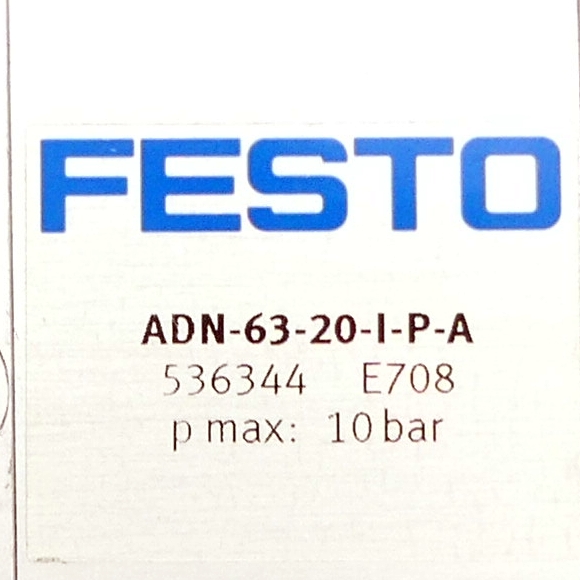 FESTO
ADN-63-20-I-P-A
536344 E708
p max: 10 bar